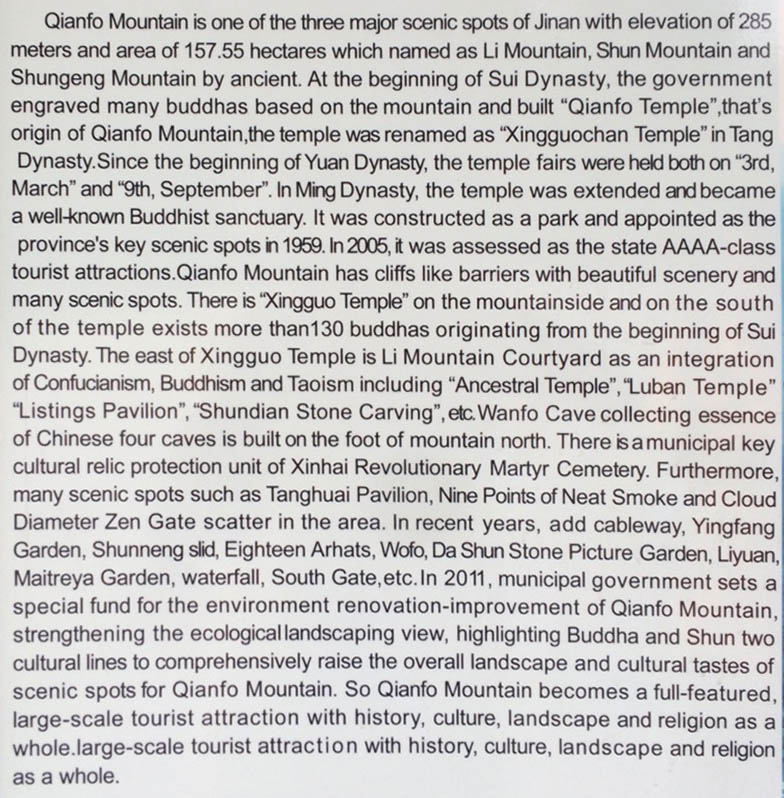 Qianfo Mountain is one of the three major scenic spots of Jinan with elevation of 285
meters and area of 157.55 hectares which named as Li Mountain, Shun Mountain and
Shungeng Mountain by ancient. At the beginning of Sui Dynasty, the government
engraved many buddhas based on the mountain and built “Qianfo Temple”,that's
origin of Qianfo Mountain,the temple was renamed as “Xingguochan Temple” in Tang
Dynasty.Since the beginning of Yuan Dynasty, the temple fairs were held both on “3rd,
March” and “9th, September”. In Ming Dynasty, the temple was extended and became
a well-known Buddhist sanctuary. It was constructed as a park and appointed as the
province's key scenic spots in 1959. In 2005, it was assessed as the state AAAA-class
tourist attractions.Qianfo Mountain has cliffs like barriers with beautiful scenery and
many scenic spots. There is “Xingguo Temple” on the mountainside and on the south
of the temple exists more than130 buddhas originating from the beginning of Sui
Dynasty. The east of Xingguo Temple is Li Mountain Courtyard as an integration
of Confucianism, Buddhism and Taoism including “Ancestral Temple”, “Luban Temple”
“Listings Pavilion”, “Shundian Stone Carving”, etc.Wanfo Cave collecting essence
of Chinese four caves is built on the foot of mountain north. There is a municipal key
cultural relic protection unit of Xinhai Revolutionary Martyr Cemetery. Furthermore,
many scenic spots such as Tanghuai Pavilion, Nine Points of Neat Smoke and Cloud
Diameter Zen Gate scatter in the area. In recent years, add cableway, Yingfang
Garden, Shunneng slid, Eighteen Arhats, Wofo, Da Shun Stone Picture Garden, Liyuan,
Maitreya Garden, waterfall, South Gate,etc.In 2011, municipal government sets a
special fund for the environment renovation-improvement of Qianfo Mountain,
strengthening the ecological landscaping view, highlighting Buddha and Shun two
cultural lines to comprehensively raise the overall landscape and cultural tastes of
scenic spots for Qianfo Mountain. So Qianfo Mountain becomes a full-featured,
large-scale tourist attraction with history, culture, landscape and religion as a
whole.large-scale tourist attraction with history, culture, landscape and religion
as a whole.